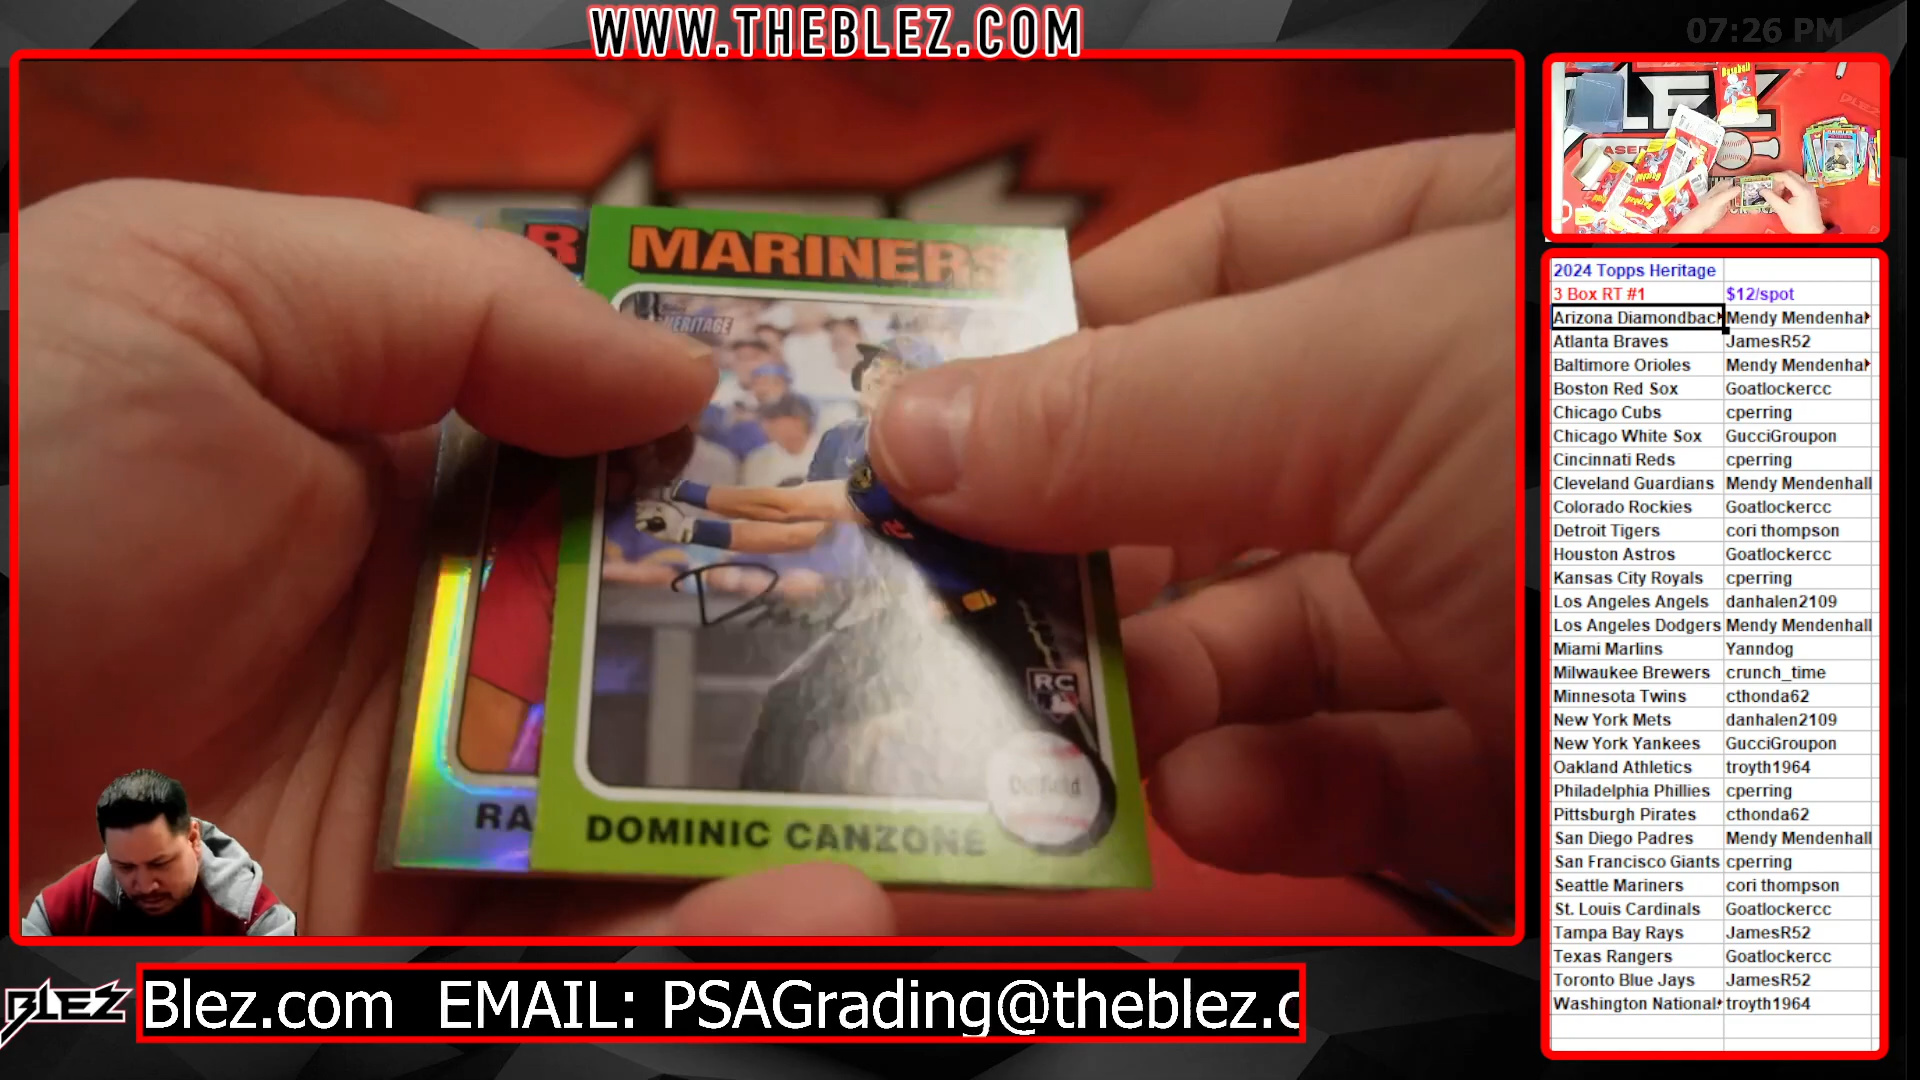 WWW.THEBLEZ.COM
07:26 PM
R
MARINERS
HERITAGE
RC
Outfield
RA
DOMINIC CANZONE
2024 Topps Heritage
3 Box RT #1 $12/spot
Arizona Diamondbac Mendy Mendenhal
Atlanta Braves JamesR52
Baltimore Orioles Mendy Mendenhal
Boston Red Sox Goatlockercc
Chicago Cubs cperring
Chicago White Sox GucciGroupon
Cincinnati Reds cperring
Cleveland Guardians Mendy Mendenhall
Colorado Rockies Goatlockercc
Detroit Tigers cori thompson
Houston Astros Goatlockercc
Kansas City Royals cperring
Los Angeles Angels danhalen2109
Los Angeles Dodgers Mendy Mendenhall
Miami Marlins Yanndog
Milwaukee Brewers crunch_time
Minnesota Twins cthonda62
New York Mets danhalen2109
New York Yankees GucciGroupon
Oakland Athletics troyth1964
Philadelphia Phillies cperring
Pittsburgh Pirates cthonda62
San Diego Padres Mendy Mendenhall
San Francisco Giants cperring
Seattle Mariners cori thompson
St. Louis Cardinals Goatlockercc
Tampa Bay Rays JamesR52
Texas Rangers Goatlockercc
Toronto Blue Jays JamesR52
Washington National troyth1964
BLEZ
Blez.com EMAIL: PSAGrading@theblez.c